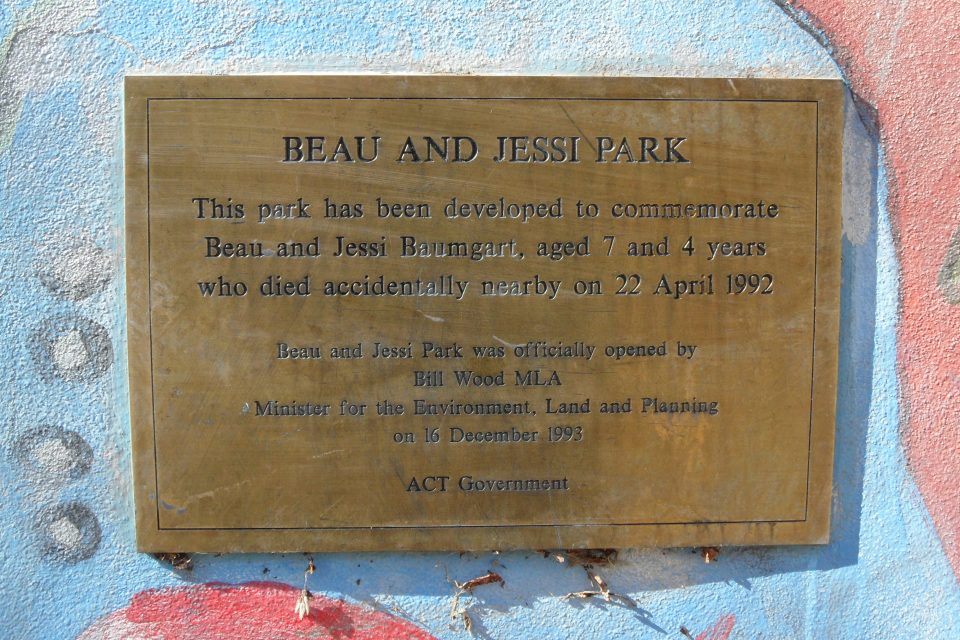 BEAU AND JESSI PARK
This park has been developed to commemorate
Beau and Jessi Baumgart, aged 7 and 4 years
who died accidentally nearby on 22 April 1992
Beau and Jessi Park was officially opened by
Bill Wood MLA
Minister for the Environment, Land and Planning
on 16 December 1993
ACT Government